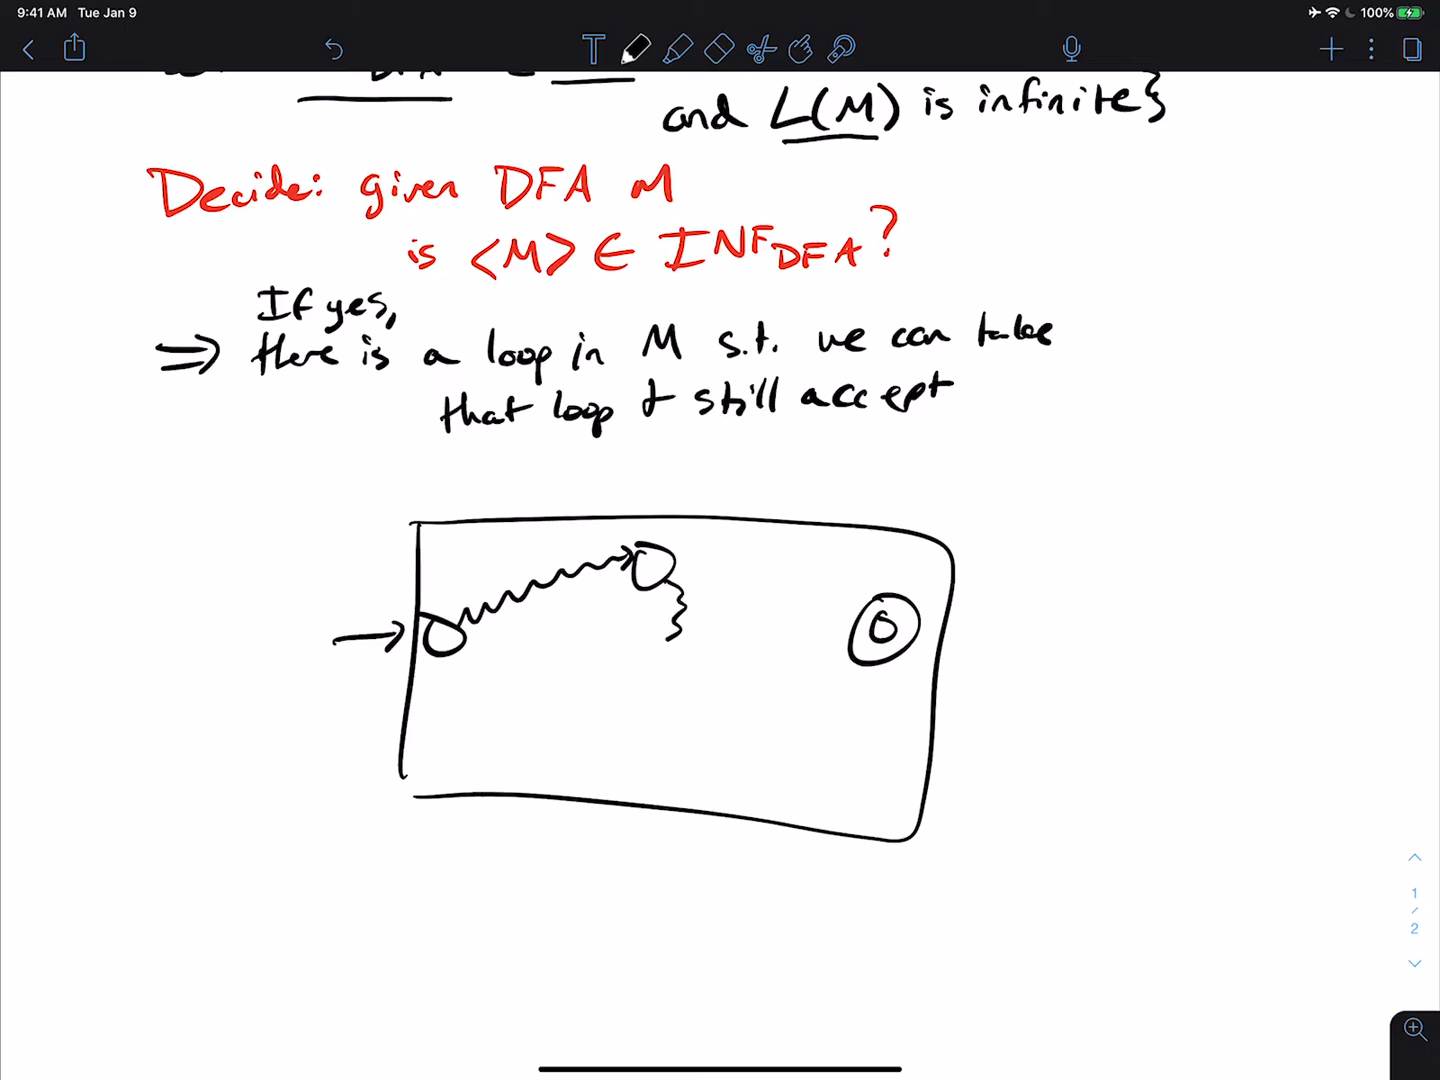 9:41 AM Tue Jan 9
100%
and L(M) is infinite}
Decide: given DFA M
is <M> ∈ INF_DFA?
If yes,
⇒ there is a loop in M s.t. we can take
that loop & still accept
1
/
2